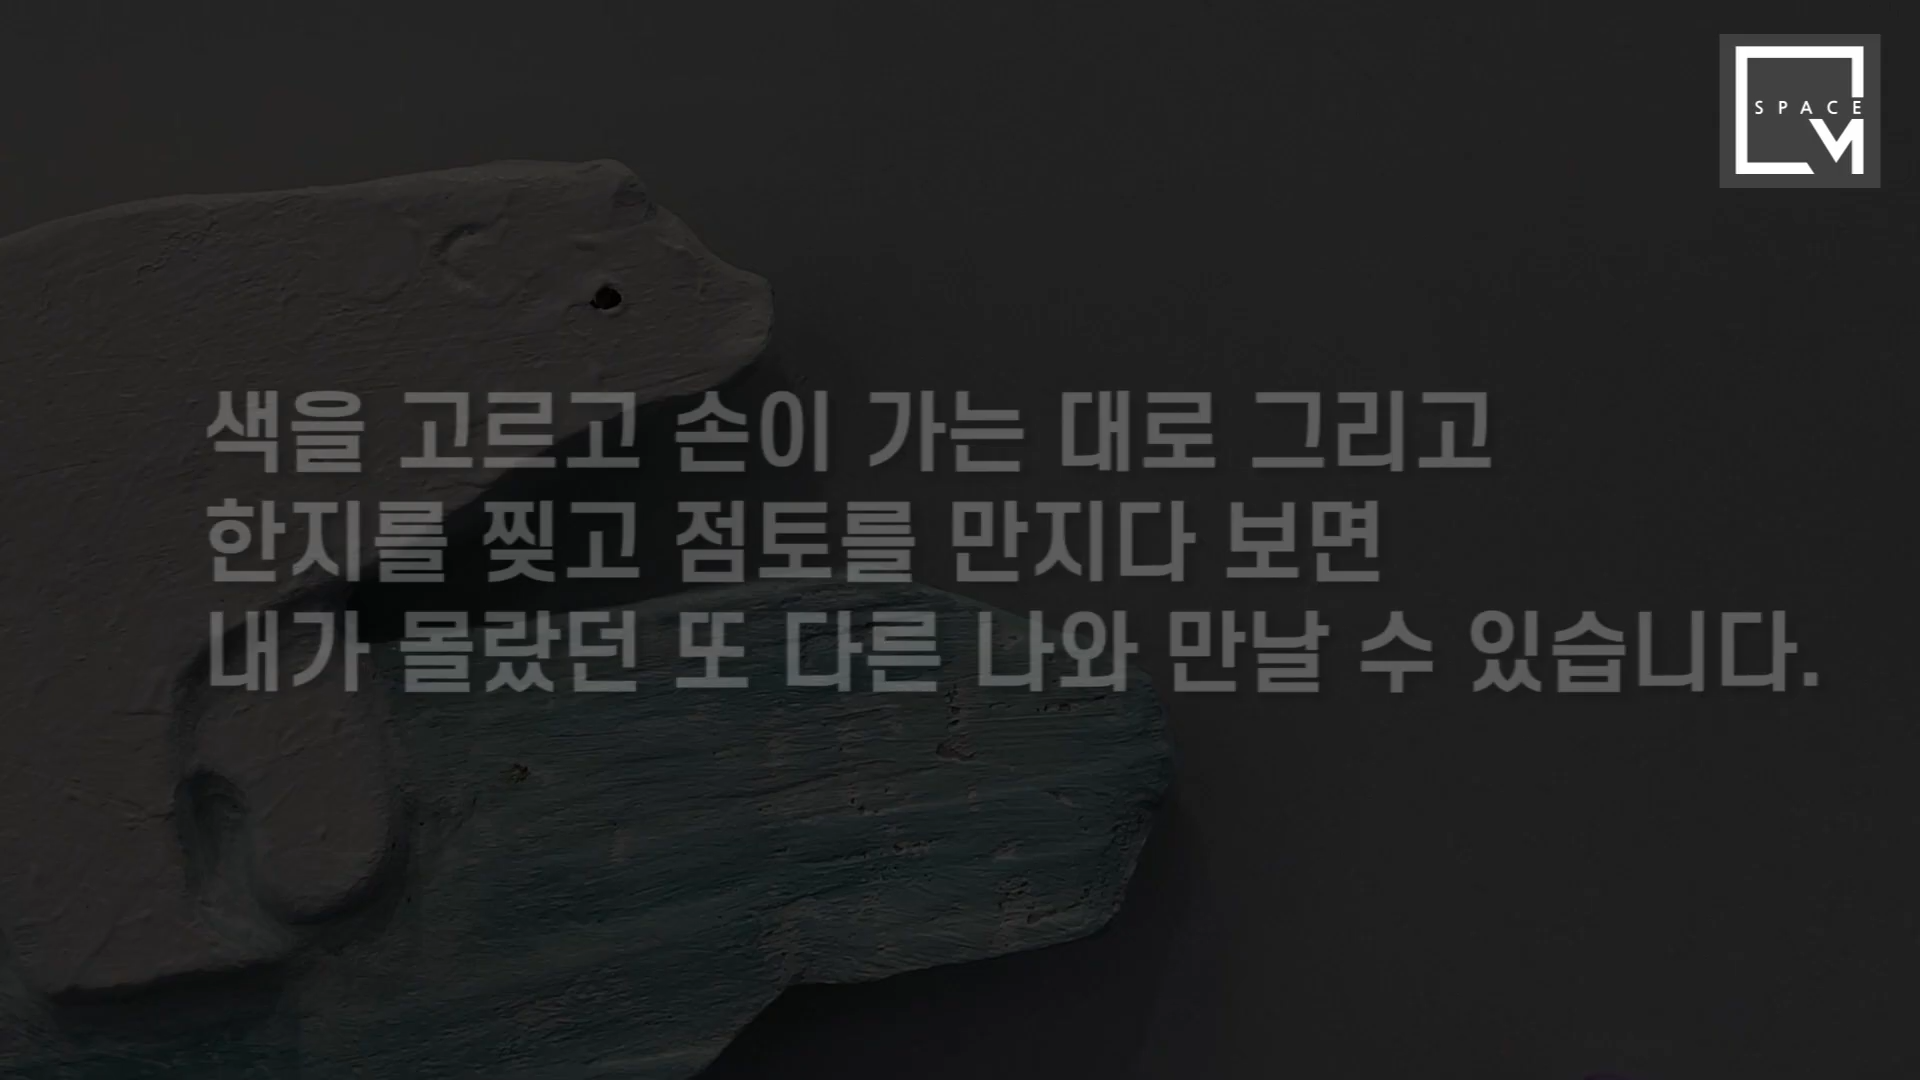 SPACE
M
색을 고르고 손이 가는 대로 그리고
한지를 찢고 점토를 만지다 보면
내가 몰랐던 또 다른 나와 만날 수 있습니다.